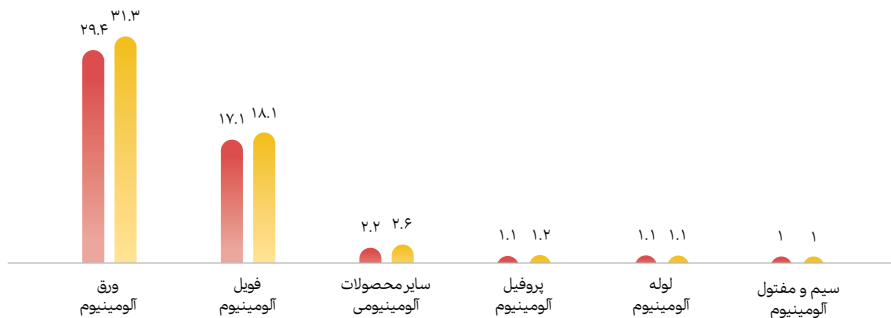 ۲۹.۴
۳۱.۳
۱۷.۱
۱۸.۱
۲.۲
۲.۶
۱.۱
۱.۲
۱.۱
۱.۱
۱
۱
ورق
آلومینیوم
فویل
آلومینیوم
سایر محصولات
آلومینیومی
پروفیل
آلومینیوم
لوله
آلومینیوم
سیم و مفتول
آلومینیوم